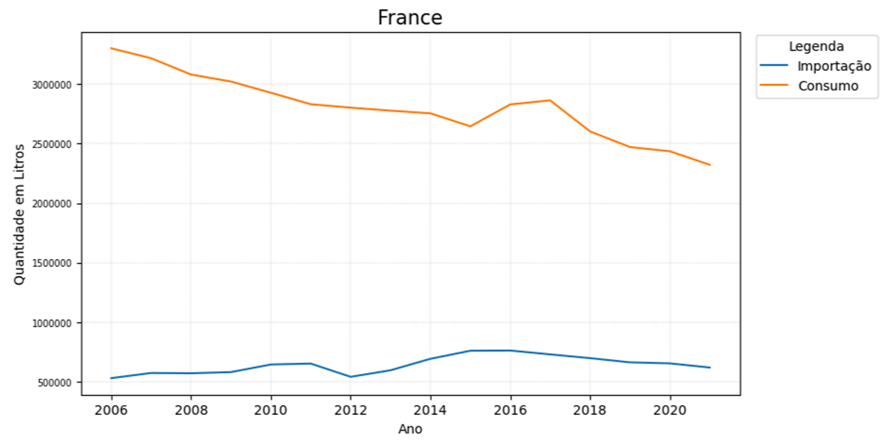 France
Legenda
Importação
Consumo
Quantidade em Litros
3000000
2500000
2000000
1500000
1000000
500000
2006 2008 2010 2012 2014 2016 2018 2020
Ano